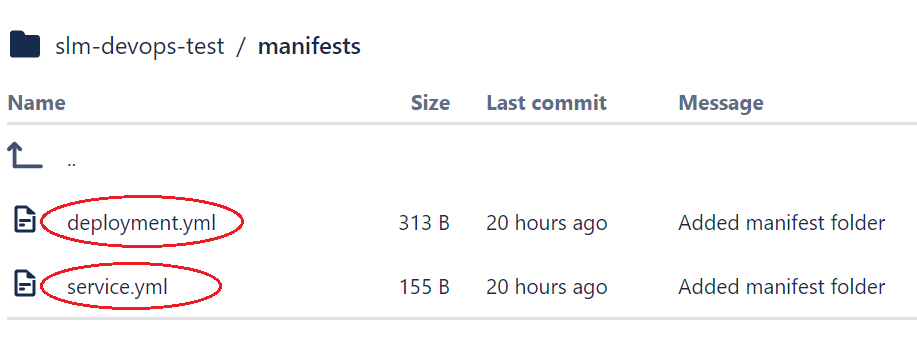 slm-devops-test / manifests
Name Size Last commit Message
..
deployment.yml 313 B 20 hours ago Added manifest folder
service.yml 155 B 20 hours ago Added manifest folder